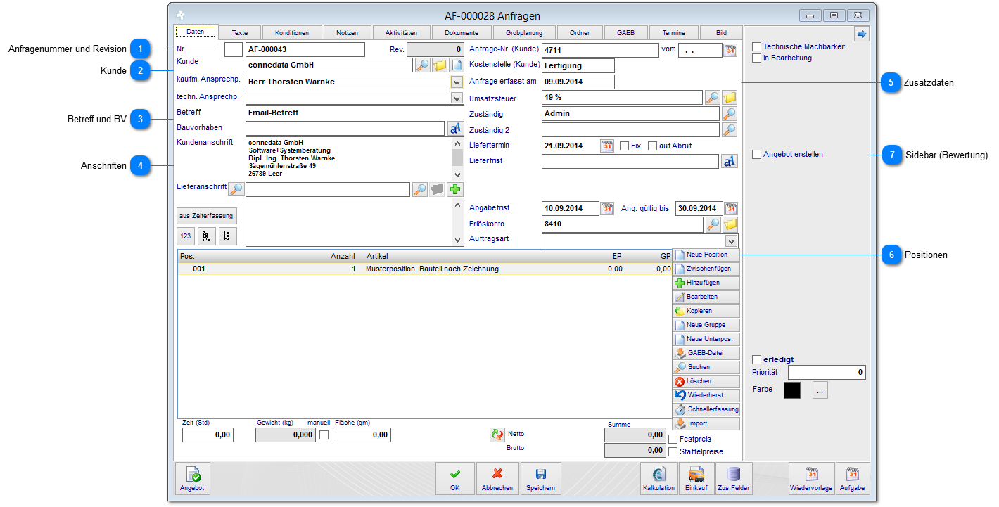 AF-000028 Anfragen
Daten Texte Konditionen Notizen Aktivitäten Dokumente Grobplanung Ordner GAEB Termine Bild
Anfragenummer und Revision 1
Kunde 2
Betreff und BV 3
Anschriften 4
5 Zusatzdaten
7 Sidebar (Bewertung)
6 Positionen
Nr. AF-000043 Rev. 0
Kunde connedata GmbH
kaufm. Ansprechp. Herr Thorsten Warnke
techn. Ansprechp.
Betreff Email-Betreff
Bauvorhaben
Kundenanschrift connedata GmbH
Software+Systemberatung
Dipl. Ing. Thorsten Warnke
Sägemühlenstraße 49
26789 Leer
Lieferanschrift
aus Zeiterfassung
123
Anfrage-Nr. (Kunde) 4711 vom . .
Kostenstelle (Kunde) Fertigung
Anfrage erfasst am 09.09.2014
Umsatzsteuer 19 %
Zuständig Admin
Zuständig 2
Liefertermin 21.09.2014 Fix auf Abruf
Lieferfrist
Abgabefrist 10.09.2014 Ang. gültig bis 30.09.2014
Erlöskonto 8410
Auftragsart
Technische Machbarkeit
in Bearbeitung
Angebot erstellen
erledigt
Priorität 0
Farbe ...
Pos. Anzahl Artikel EP GP
001 1 Musterposition, Bauteil nach Zeichnung 0,00 0,00
Neue Position
Zwischenfügen
Hinzufügen
Bearbeiten
Kopieren
Neue Gruppe
Neue Unterpos.
GAEB-Datei
Suchen
Löschen
Wiederherst.
Schnellerfassung
Import
Zeit (Std) Gewicht (kg) manuell Fläche (qm) Summe
0,00 0,000 0,00 Netto 0,00 Festpreis
Brutto 0,00 Staffelpreise
Angebot OK Abbrechen Speichern Kalkulation Einkauf Zus.Felder Wiedervorlage Aufgabe